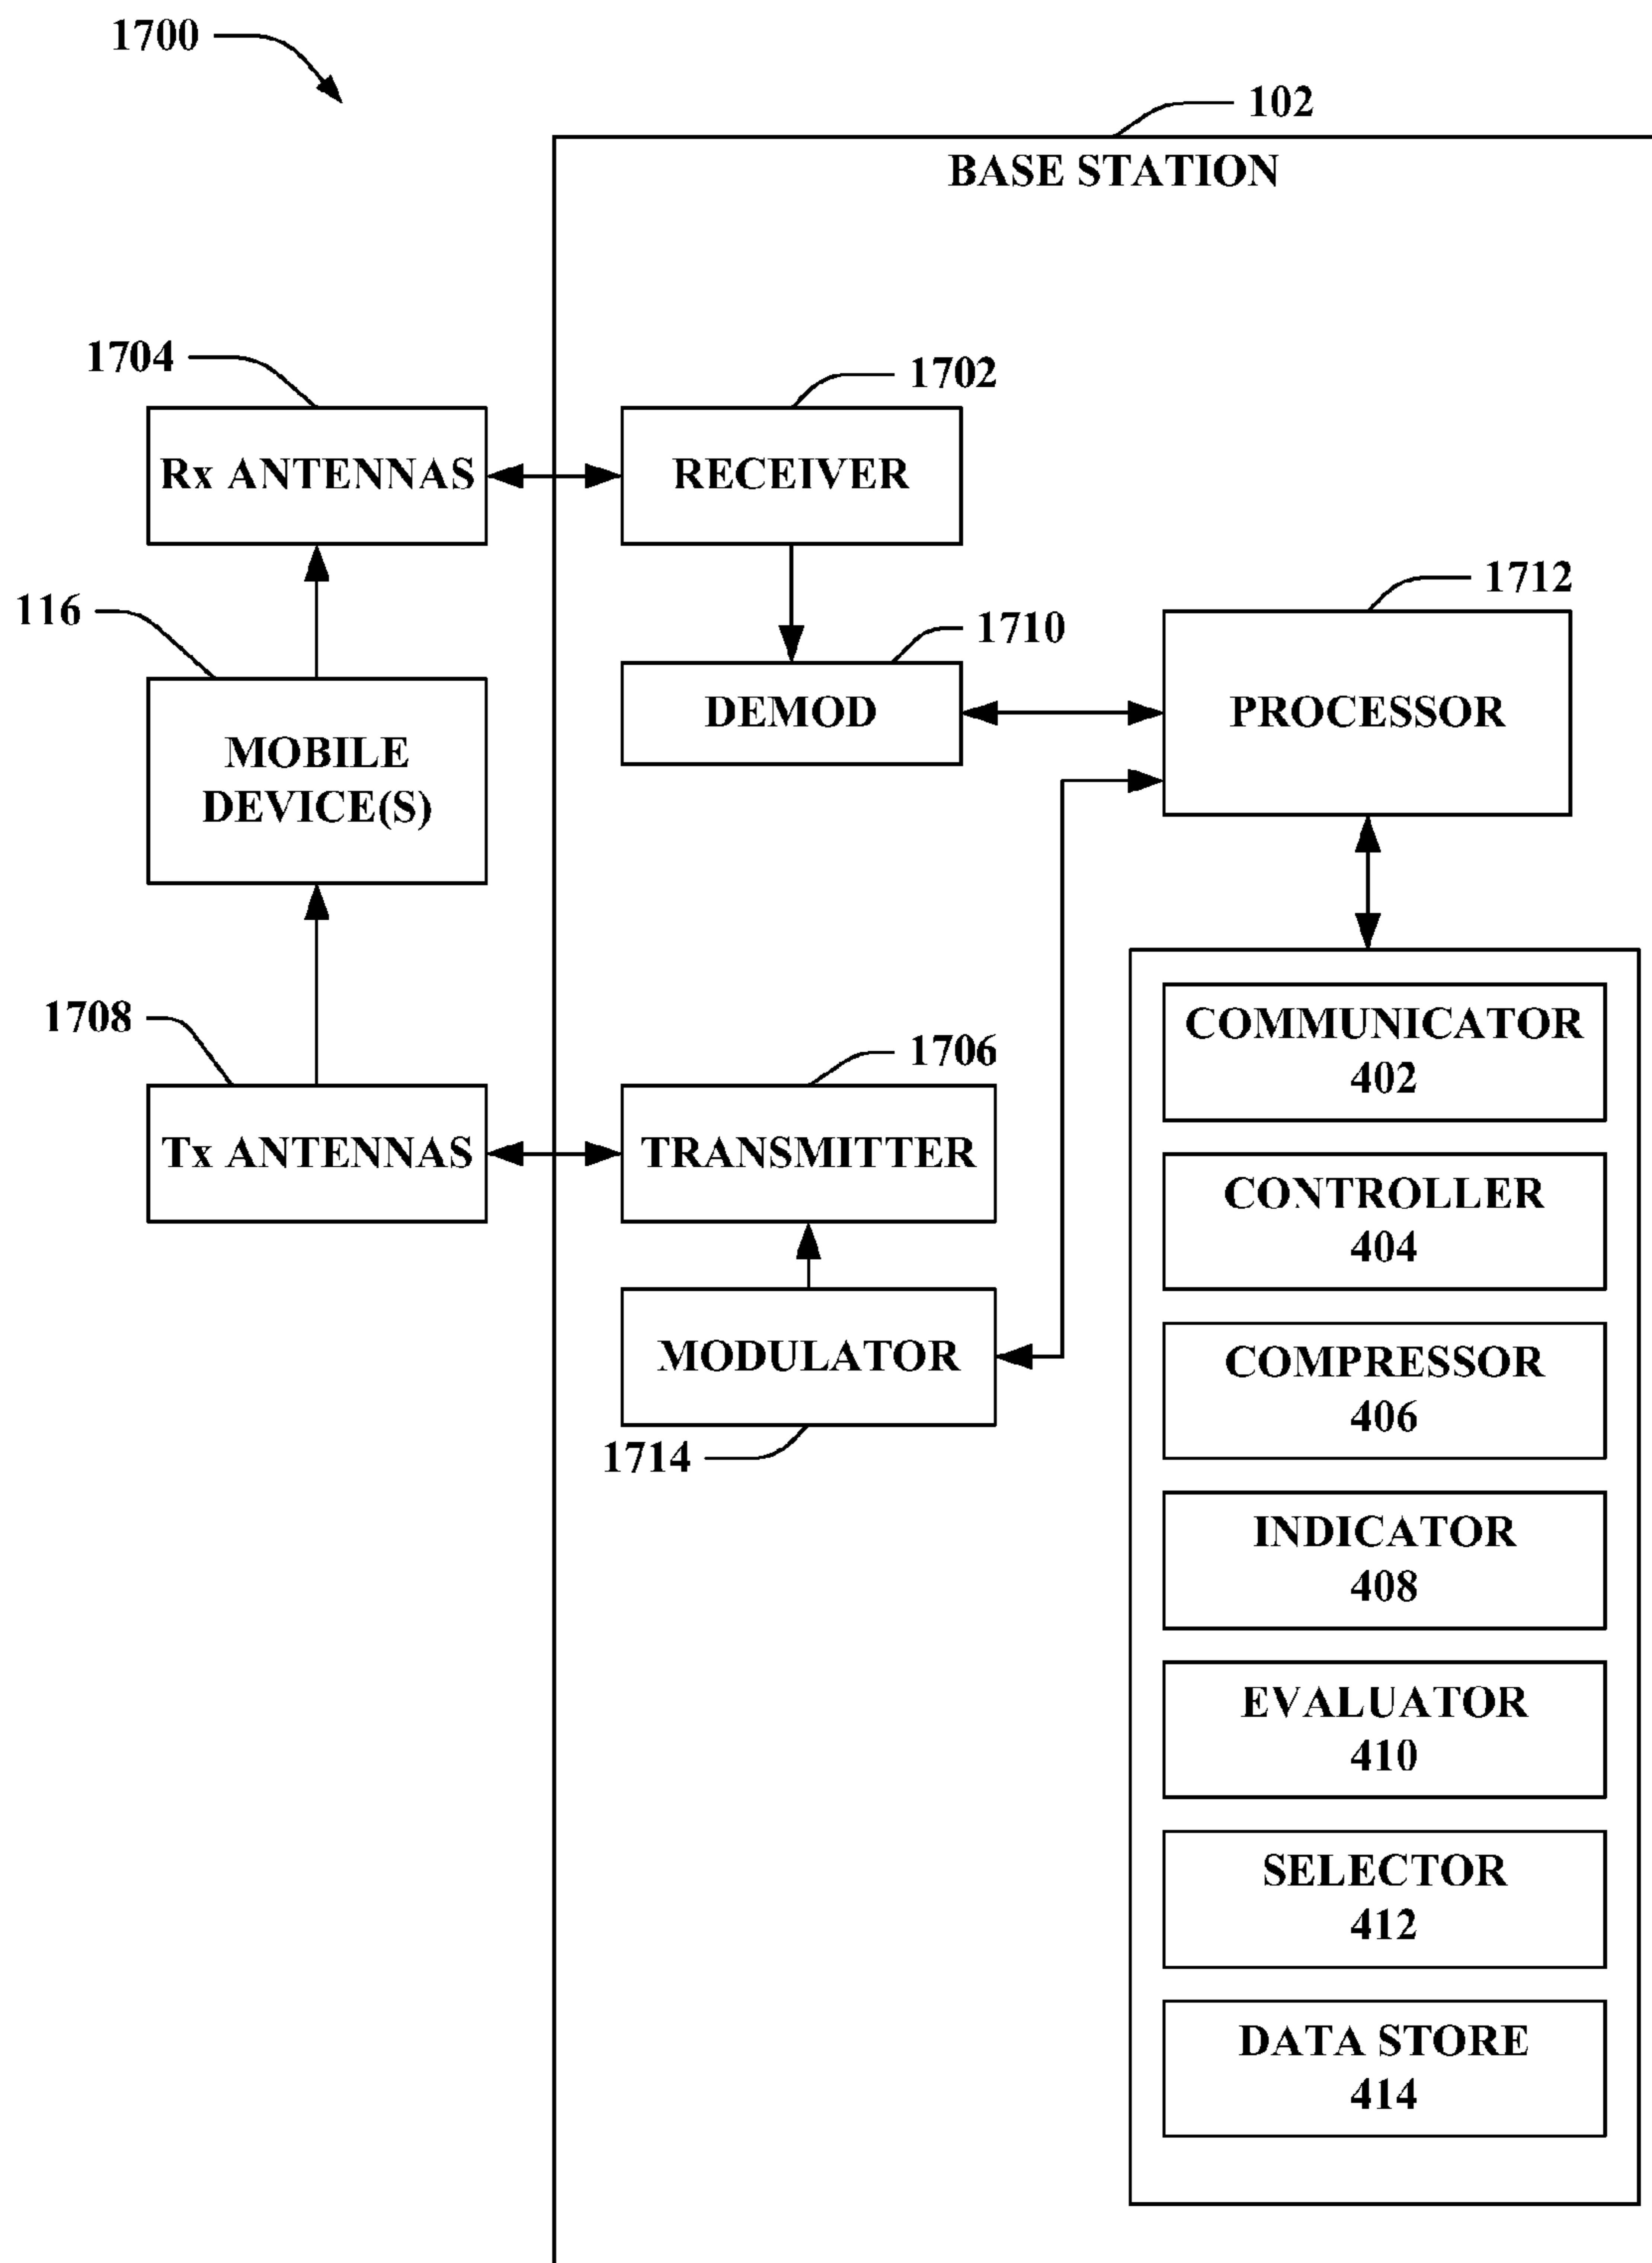 1700
102
BASE STATION
1704
1702
Rx ANTENNAS
RECEIVER
1712
116
1710
MOBILE
DEVICE(S)
DEMOD
PROCESSOR
1708
1706
Tx ANTENNAS
TRANSMITTER
MODULATOR
1714
COMMUNICATOR
402
CONTROLLER
404
COMPRESSOR
406
INDICATOR
408
EVALUATOR
410
SELECTOR
412
DATA STORE
414